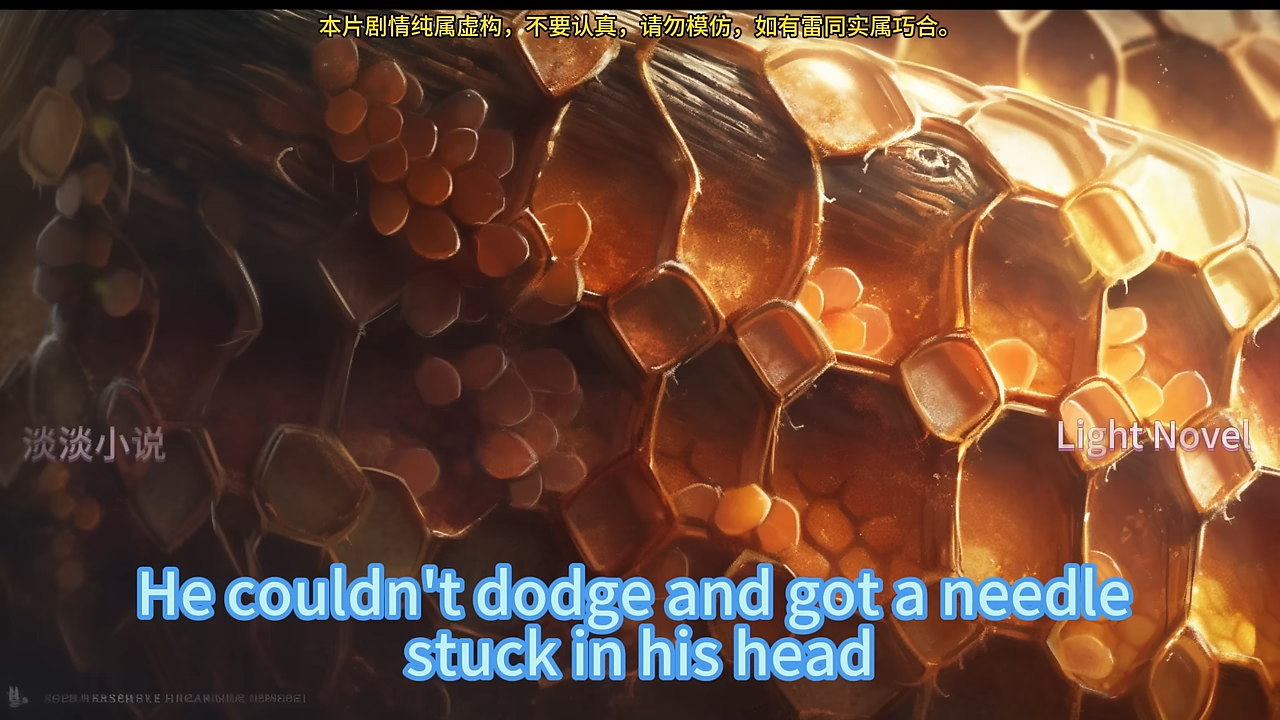 本片剧情纯属虚构，不要认真，请勿模仿，如有雷同实属巧合。
淡淡小说
Light Novel
He couldn't dodge and got a needle
stuck in his head